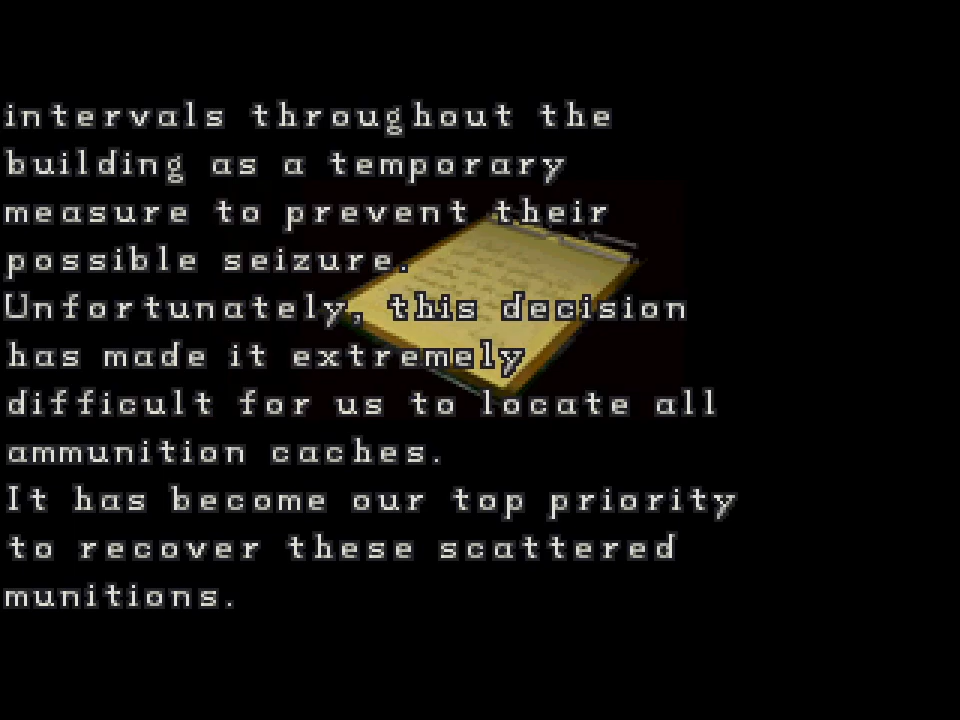 intervals throughout the
building as a temporary
measure to prevent their
possible seizure.
Unfortunately, this decision
has made it extremely
difficult for us to locate all
ammunition caches.
It has become our top priority
to recover these scattered
munitions.